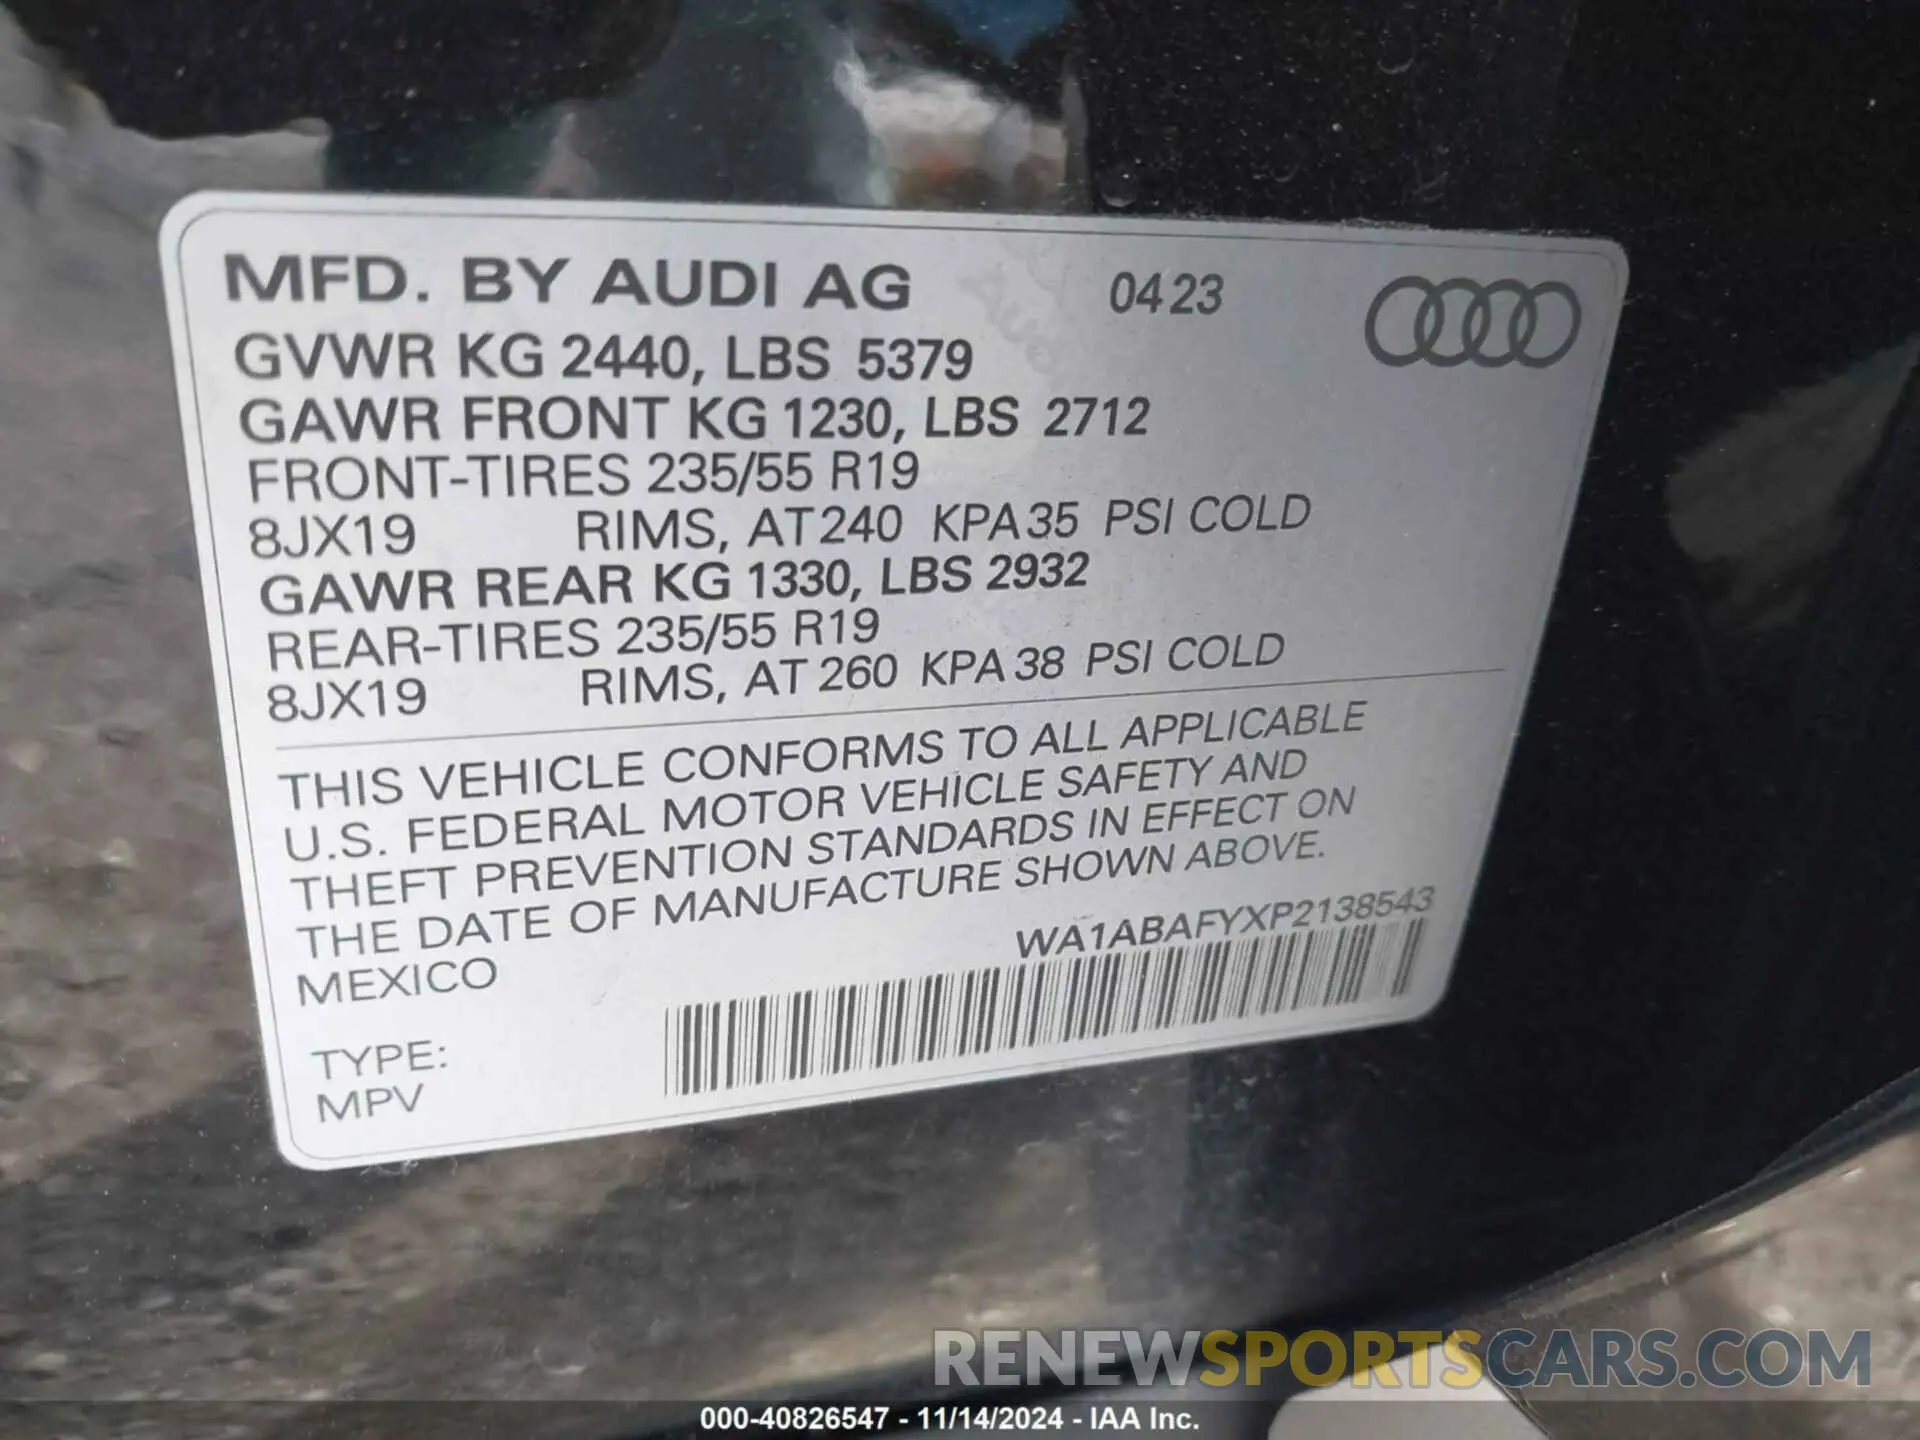 MFD. BY AUDI AG 0423
GVWR KG 2440, LBS 5379
GAWR FRONT KG 1230, LBS 2712
FRONT-TIRES 235/55 R19
8JX19 RIMS, AT 240 KPA 35 PSI COLD
GAWR REAR KG 1330, LBS 2932
REAR-TIRES 235/55 R19
8JX19 RIMS, AT 260 KPA 38 PSI COLD
THIS VEHICLE CONFORMS TO ALL APPLICABLE
U.S. FEDERAL MOTOR VEHICLE SAFETY AND
THEFT PREVENTION STANDARDS IN EFFECT ON
THE DATE OF MANUFACTURE SHOWN ABOVE.
MEXICO WA1ABAFYXP2138543
TYPE:
MPV
RENEWSPORTSCARS.COM
000-40826547 - 11/14/2024 - IAA Inc.